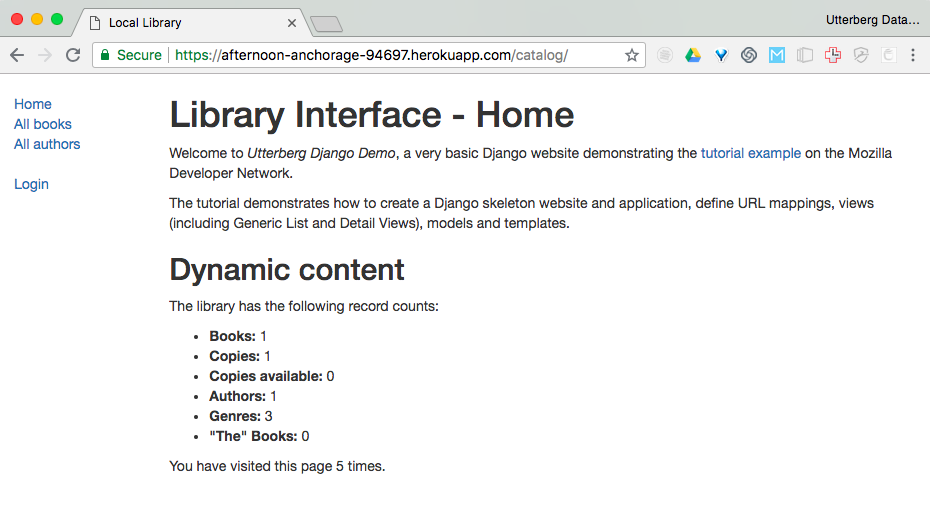 Local Library
Utterberg Data...
Secure
https://afternoon-anchorage-94697.herokuapp.com/catalog/
Home
All books
All authors
Login
Library Interface - Home
Welcome to Utterberg Django Demo, a very basic Django website demonstrating the tutorial example on the Mozilla
Developer Network.
The tutorial demonstrates how to create a Django skeleton website and application, define URL mappings, views
(including Generic List and Detail Views), models and templates.
Dynamic content
The library has the following record counts:
• Books: 1
• Copies: 1
• Copies available: 0
• Authors: 1
• Genres: 3
• "The" Books: 0
You have visited this page 5 times.